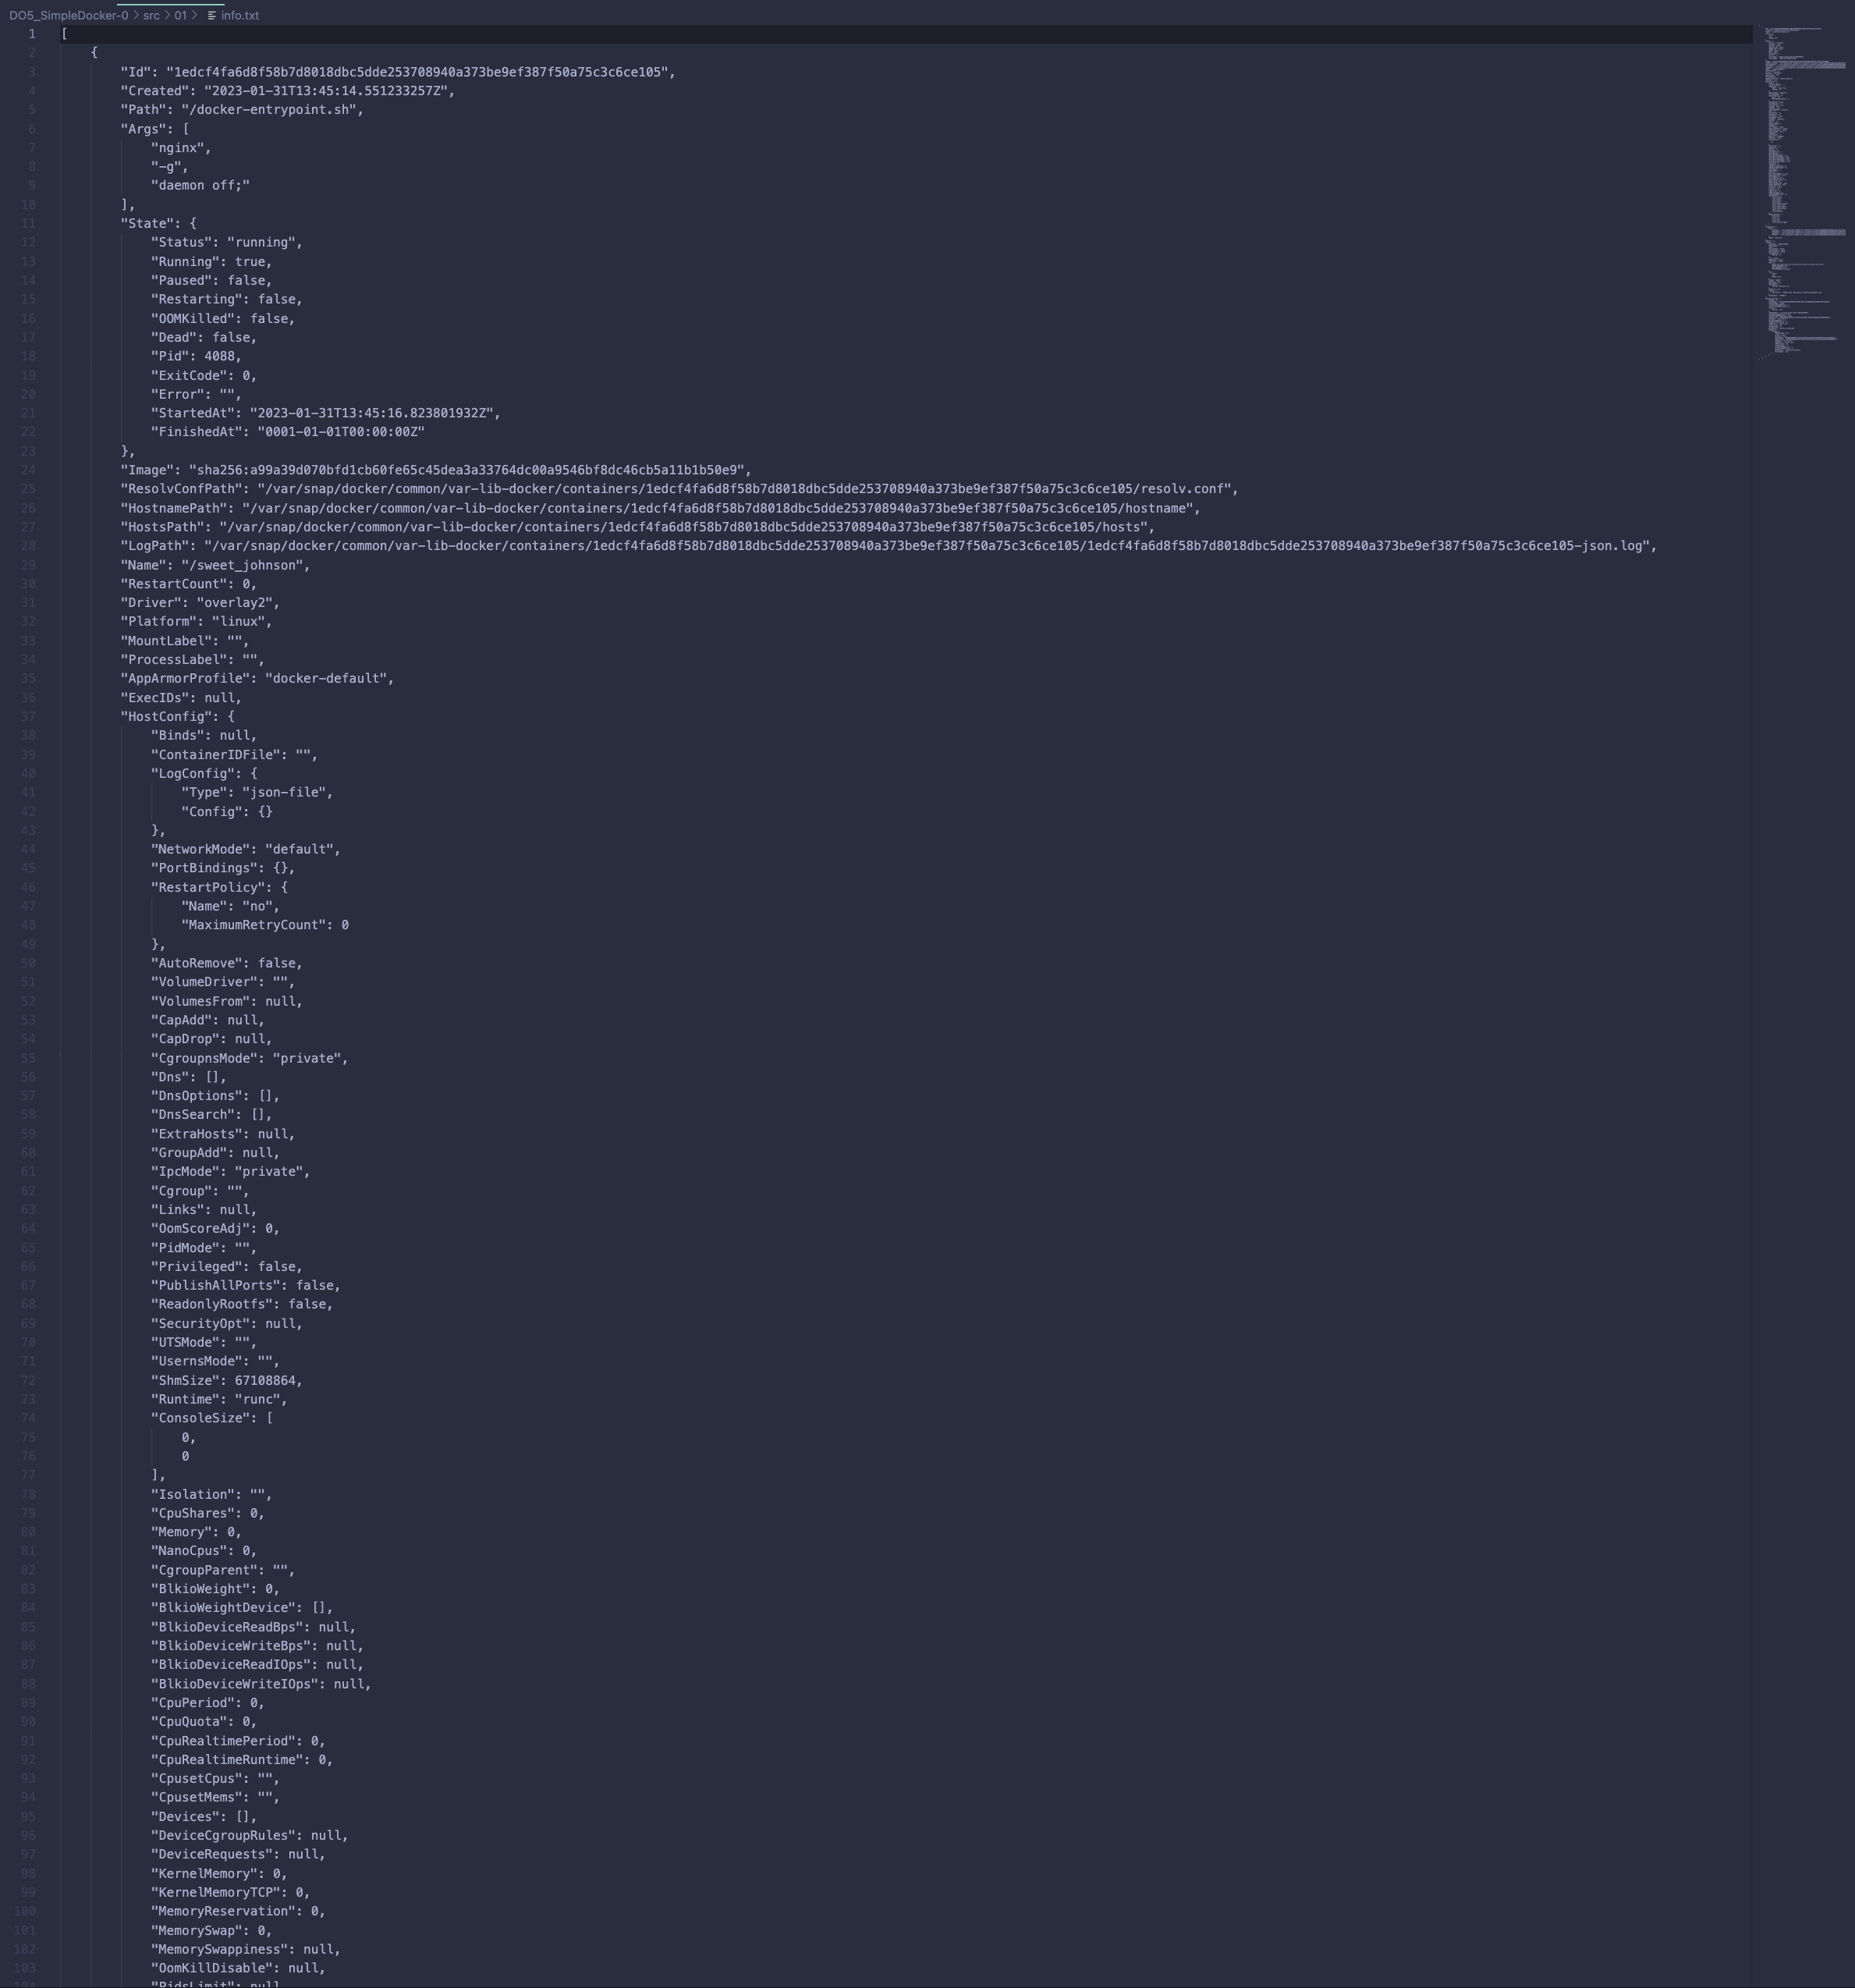 DO5_SimpleDocker-0 > src > 01 > info.txt
1 [
2 {
3 "Id": "1edcf4fa6d8f58b7d8018dbc5dde253708940a373be9ef387f50a75c3c6ce105",
4 "Created": "2023-01-31T13:45:14.551233257Z",
5 "Path": "/docker-entrypoint.sh",
6 "Args": [
7 "nginx",
8 "-g",
9 "daemon off;"
10 ],
11 "State": {
12 "Status": "running",
13 "Running": true,
14 "Paused": false,
15 "Restarting": false,
16 "OOMKilled": false,
17 "Dead": false,
18 "Pid": 4088,
19 "ExitCode": 0,
20 "Error": "",
21 "StartedAt": "2023-01-31T13:45:16.823801932Z",
22 "FinishedAt": "0001-01-01T00:00:00Z"
23 },
24 "Image": "sha256:a99a39d070bfd1cb60fe65c45dea3a33764dc00a9546bf8dc46cb5a11b1b50e9",
25 "ResolvConfPath": "/var/snap/docker/common/var-lib-docker/containers/1edcf4fa6d8f58b7d8018dbc5dde253708940a373be9ef387f50a75c3c6ce105/resolv.conf",
26 "HostnamePath": "/var/snap/docker/common/var-lib-docker/containers/1edcf4fa6d8f58b7d8018dbc5dde253708940a373be9ef387f50a75c3c6ce105/hostname",
27 "HostsPath": "/var/snap/docker/common/var-lib-docker/containers/1edcf4fa6d8f58b7d8018dbc5dde253708940a373be9ef387f50a75c3c6ce105/hosts",
28 "LogPath": "/var/snap/docker/common/var-lib-docker/containers/1edcf4fa6d8f58b7d8018dbc5dde253708940a373be9ef387f50a75c3c6ce105/1edcf4fa6d8f58b7d8018dbc5dde253708940a373be9ef387f50a75c3c6ce105-json.log",
29 "Name": "/sweet_johnson",
30 "RestartCount": 0,
31 "Driver": "overlay2",
32 "Platform": "linux",
33 "MountLabel": "",
34 "ProcessLabel": "",
35 "AppArmorProfile": "docker-default",
36 "ExecIDs": null,
37 "HostConfig": {
38 "Binds": null,
39 "ContainerIDFile": "",
40 "LogConfig": {
41 "Type": "json-file",
42 "Config": {}
43 },
44 "NetworkMode": "default",
45 "PortBindings": {},
46 "RestartPolicy": {
47 "Name": "no",
48 "MaximumRetryCount": 0
49 },
50 "AutoRemove": false,
51 "VolumeDriver": "",
52 "VolumesFrom": null,
53 "CapAdd": null,
54 "CapDrop": null,
55 "CgroupnsMode": "private",
56 "Dns": [],
57 "DnsOptions": [],
58 "DnsSearch": [],
59 "ExtraHosts": null,
60 "GroupAdd": null,
61 "IpcMode": "private",
62 "Cgroup": "",
63 "Links": null,
64 "OomScoreAdj": 0,
65 "PidMode": "",
66 "Privileged": false,
67 "PublishAllPorts": false,
68 "ReadonlyRootfs": false,
69 "SecurityOpt": null,
70 "UTSMode": "",
71 "UsernsMode": "",
72 "ShmSize": 67108864,
73 "Runtime": "runc",
74 "ConsoleSize": [
75 0,
76 0
77 ],
78 "Isolation": "",
79 "CpuShares": 0,
80 "Memory": 0,
81 "NanoCpus": 0,
82 "CgroupParent": "",
83 "BlkioWeight": 0,
84 "BlkioWeightDevice": [],
85 "BlkioDeviceReadBps": null,
86 "BlkioDeviceWriteBps": null,
87 "BlkioDeviceReadIOps": null,
88 "BlkioDeviceWriteIOps": null,
89 "CpuPeriod": 0,
90 "CpuQuota": 0,
91 "CpuRealtimePeriod": 0,
92 "CpuRealtimeRuntime": 0,
93 "CpusetCpus": "",
94 "CpusetMems": "",
95 "Devices": [],
96 "DeviceCgroupRules": null,
97 "DeviceRequests": null,
98 "KernelMemory": 0,
99 "KernelMemoryTCP": 0,
100 "MemoryReservation": 0,
101 "MemorySwap": 0,
102 "MemorySwappiness": null,
103 "OomKillDisable": null,
104 "PidsLimit": null